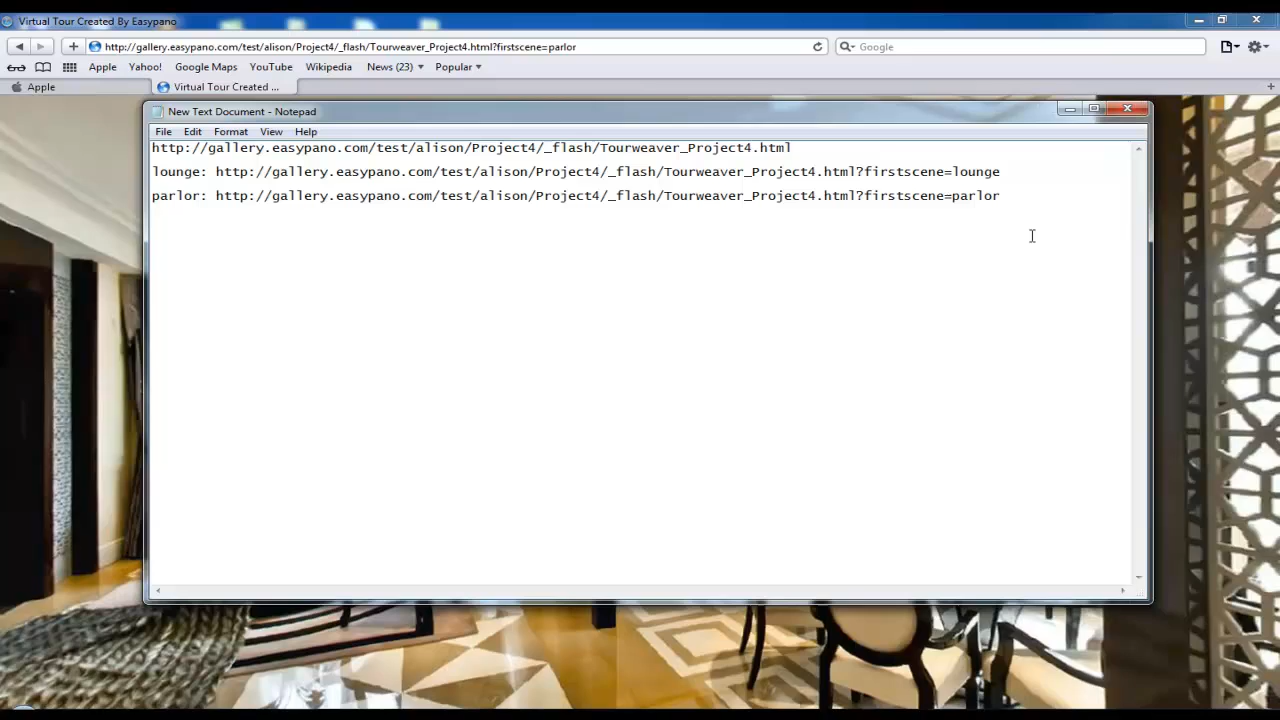 Virtual Tour Created By Easypano
http://gallery.easypano.com/test/alison/Project4/_flash/Tourweaver_Project4.html?firstscene=parlor
Google
Apple Yahoo! Google Maps YouTube Wikipedia News (23) Popular
Apple Virtual Tour Created ...
New Text Document - Notepad
File Edit Format View Help
http://gallery.easypano.com/test/alison/Project4/_flash/Tourweaver_Project4.html
lounge: http://gallery.easypano.com/test/alison/Project4/_flash/Tourweaver_Project4.html?firstscene=lounge
parlor: http://gallery.easypano.com/test/alison/Project4/_flash/Tourweaver_Project4.html?firstscene=parlor